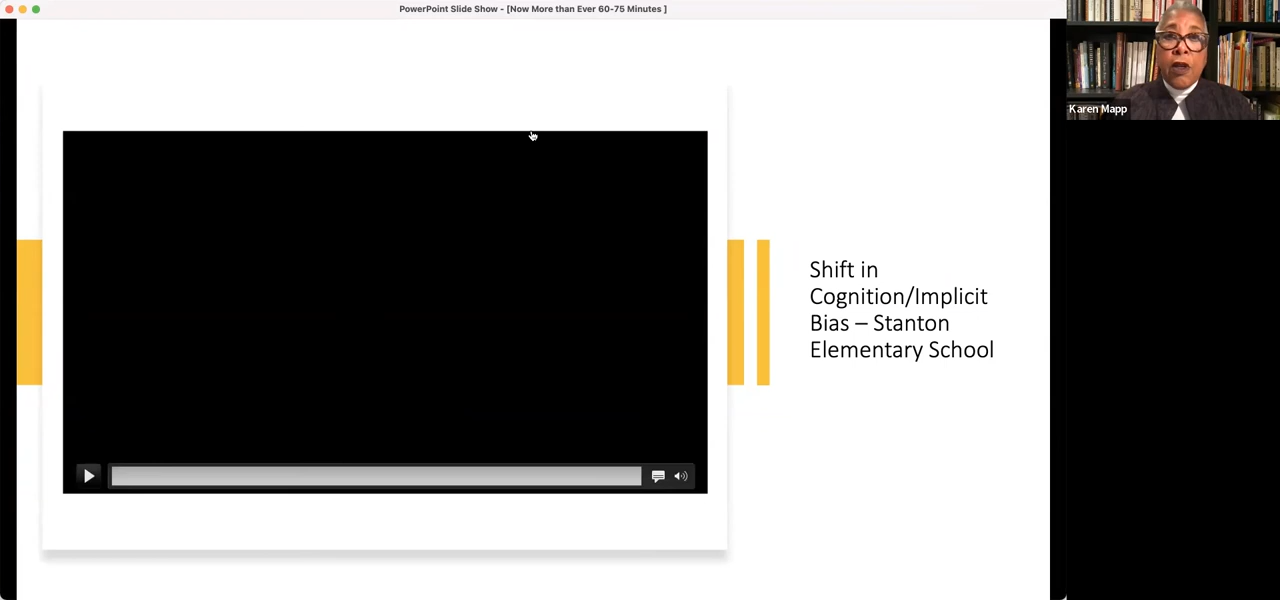 PowerPoint Slide Show - [Now More than Ever 60-75 Minutes ]
Karen Mapp
Shift in
Cognition/Implicit
Bias – Stanton
Elementary School